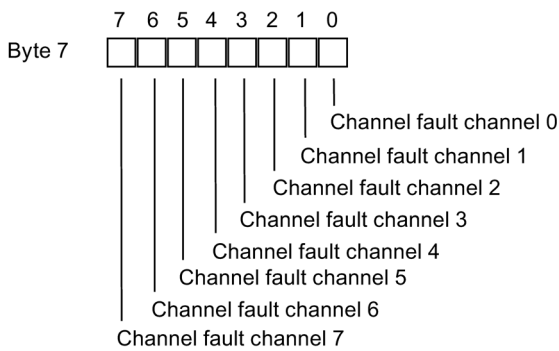 7 6 5 4 3 2 1 0
Byte 7
Channel fault channel 0
Channel fault channel 1
Channel fault channel 2
Channel fault channel 3
Channel fault channel 4
Channel fault channel 5
Channel fault channel 6
Channel fault channel 7